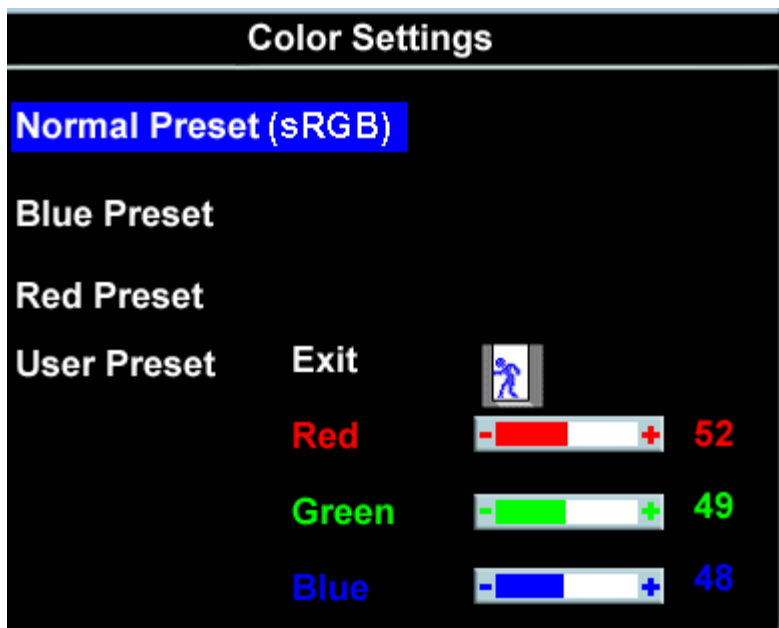 Color Settings
Normal Preset (sRGB)
Blue Preset
Red Preset
User Preset Exit
Red - + 52
Green - + 49
Blue - + 48